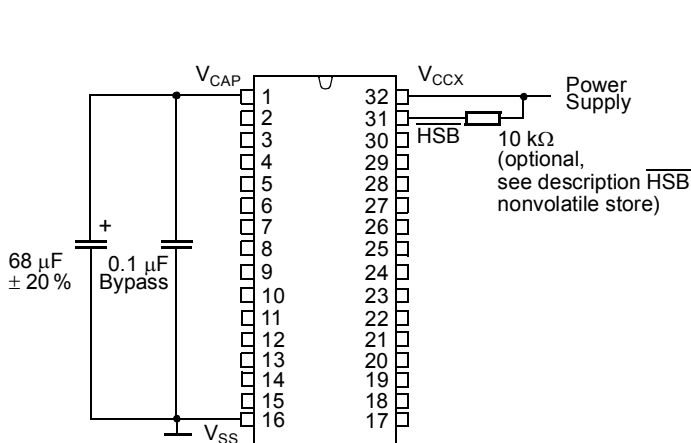 VCAP
VCCX
1
32
Power
Supply
2
31
HSB
3
30
10 kΩ
(optional,
see description HSB
nonvolatile store)
4
29
5
28
6
27
7
26
8
25
9
24
10
23
11
22
12
21
13
20
14
19
15
18
16
17
+
68 μF
± 20 %
0.1 μF
Bypass
VSS